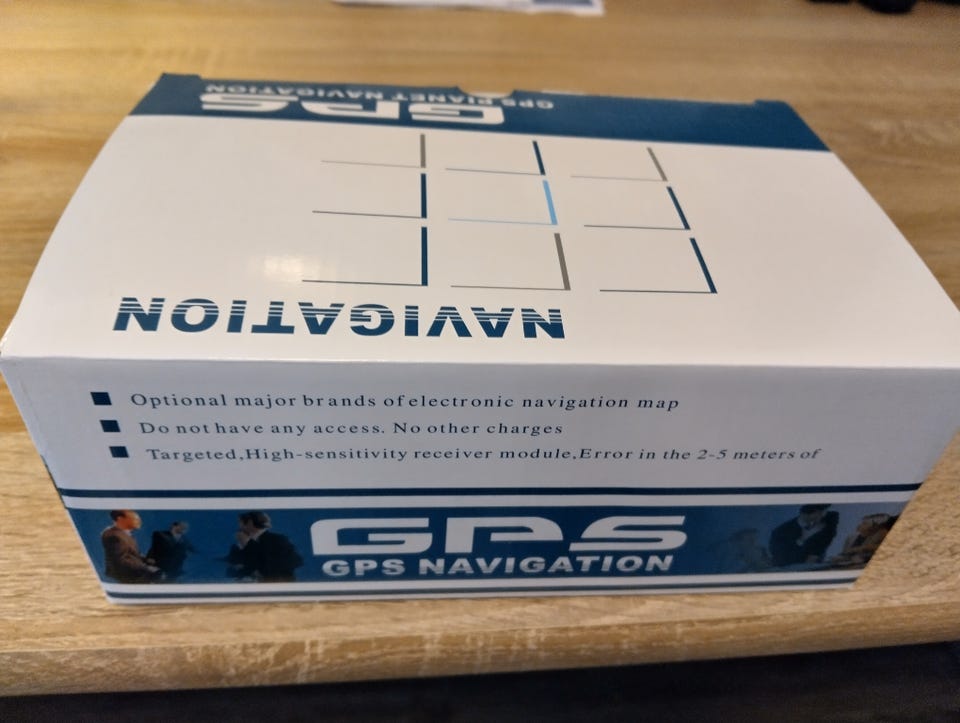 GPS PLANET NAVIGATION
GPS
NAVIGATION
Optional major brands of electronic navigation map
Do not have any access. No other charges
Targeted,High-sensitivity receiver module,Error in the 2-5 meters of
GPS
GPS NAVIGATION